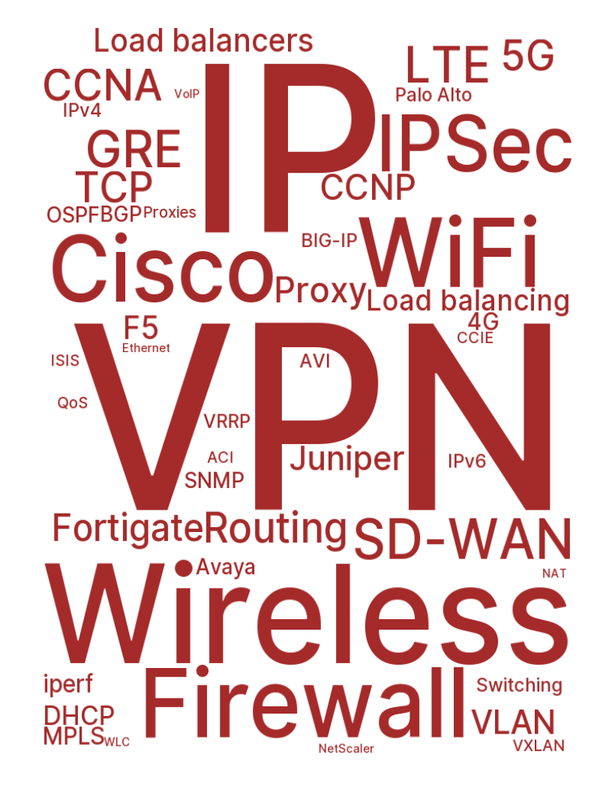 Load balancers
LTE 5G
CCNA
VoIP
IP
Palo Alto
IPv4
IPSec
GRE
TCP
CCNP
OSPF BGP Proxies
WiFi
BIG-IP
Cisco
Proxy
Load balancing
F5
4G
CCIE
Ethernet
VPN
ISIS
AVI
QoS
VRRP
ACI
Juniper
IPv6
SNMP
Fortigate Routing
SD-WAN
Avaya
NAT
Wireless
iperf
Firewall
Switching
DHCP
VLAN
MPLS WLC
NetScaler
VXLAN